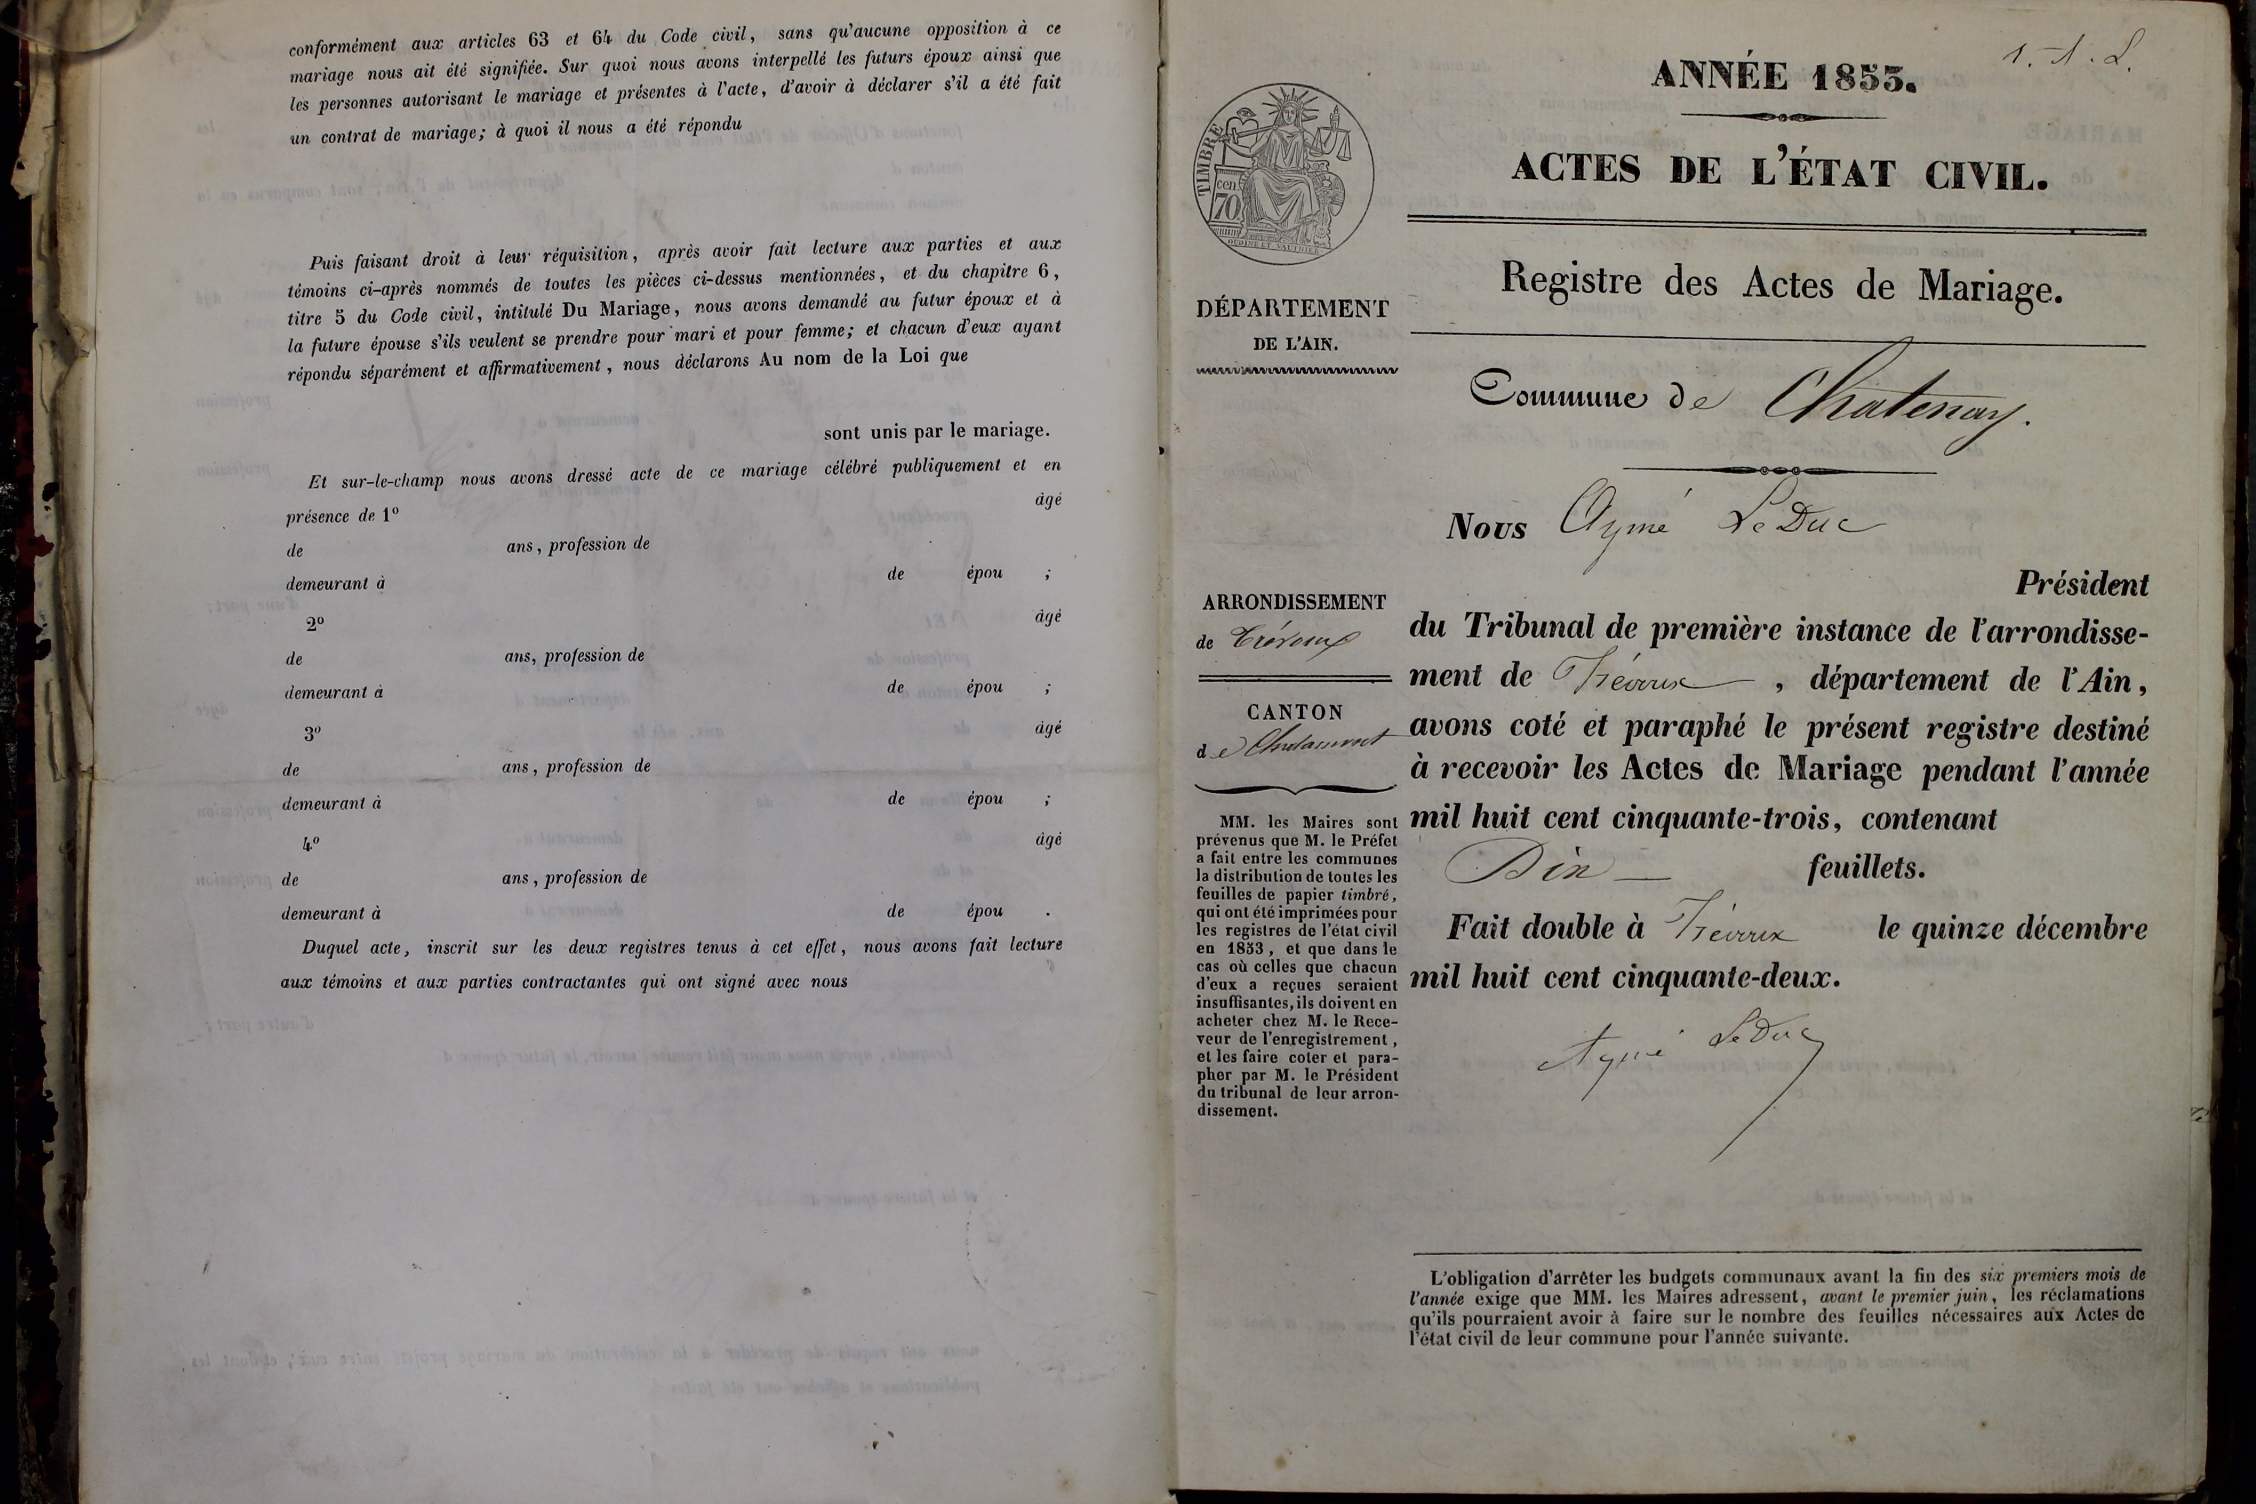 conformément aux articles 63 et 64 du Code civil, sans qu'aucune opposition à ce
mariage nous ait été signifiée. Sur quoi nous avons interpellé les futurs époux ainsi que
les personnes autorisant le mariage et présentes à l'acte, d'avoir à déclarer s'il a été fait
un contrat de mariage; à quoi il nous a été répondu
Puis faisant droit à leur réquisition, après avoir fait lecture aux parties et aux
témoins ci-après nommés de toutes les pièces ci-dessus mentionnées, et du chapitre 6,
titre 5 du Code civil, intitulé Du Mariage, nous avons demandé au futur époux et à
la future épouse s'ils veulent se prendre pour mari et pour femme; et chacun d'eux ayant
répondu séparément et affirmativement, nous déclarons Au nom de la Loi que
sont unis par le mariage.
Et sur-le-champ nous avons dressé acte de ce mariage célébré publiquement et en
présence de 1º âgé
de ans, profession de
demeurant à de épou ;
2º âgé
de ans, profession de
demeurant à de épou ;
3º âgé
de ans, profession de
demeurant à de épou ;
4º âgé
de ans, profession de
demeurant à de épou .
Duquel acte, inscrit sur les deux registres tenus à cet effet, nous avons fait lecture
aux témoins et aux parties contractantes qui ont signé avec nous
ANNÉE 1853.
ACTES DE L'ÉTAT CIVIL.
Registre des Actes de Mariage.
Commune de Châtenay.
TIMBRE
70 cen.
OUDINE ET GAUTHIER
DÉPARTEMENT
DE L'AIN.
ARRONDISSEMENT
de Trévoux
CANTON
de Chalamont
MM. les Maires sont
prévenus que M. le Préfet
a fait entre les communes
la distribution de toutes les
feuilles de papier timbré,
qui ont été imprimées pour
les registres de l'état civil
en 1853, et que dans le
cas où celles que chacun
d'eux a reçues seraient
insuffisantes, ils doivent en
acheter chez M. le Rece-
veur de l'enregistrement,
et les faire coter et para-
pher par M. le Président
du tribunal de leur arron-
dissement.
Nous Aymé LeDuc
Président
du Tribunal de première instance de l'arrondisse-
ment de Trévoux, département de l'Ain,
avons coté et paraphé le présent registre destiné
à recevoir les Actes de Mariage pendant l'année
mil huit cent cinquante-trois, contenant
Dix feuillets.
Fait double à Trévoux le quinze décembre
mil huit cent cinquante-deux.
Aymé LeDuc
L'obligation d'arrêter les budgets communaux avant la fin des six premiers mois de
l'année exige que MM. les Maires adressent, avant le premier juin, les réclamations
qu'ils pourraient avoir à faire sur le nombre des feuilles nécessaires aux Actes de
l'état civil de leur commune pour l'année suivante.